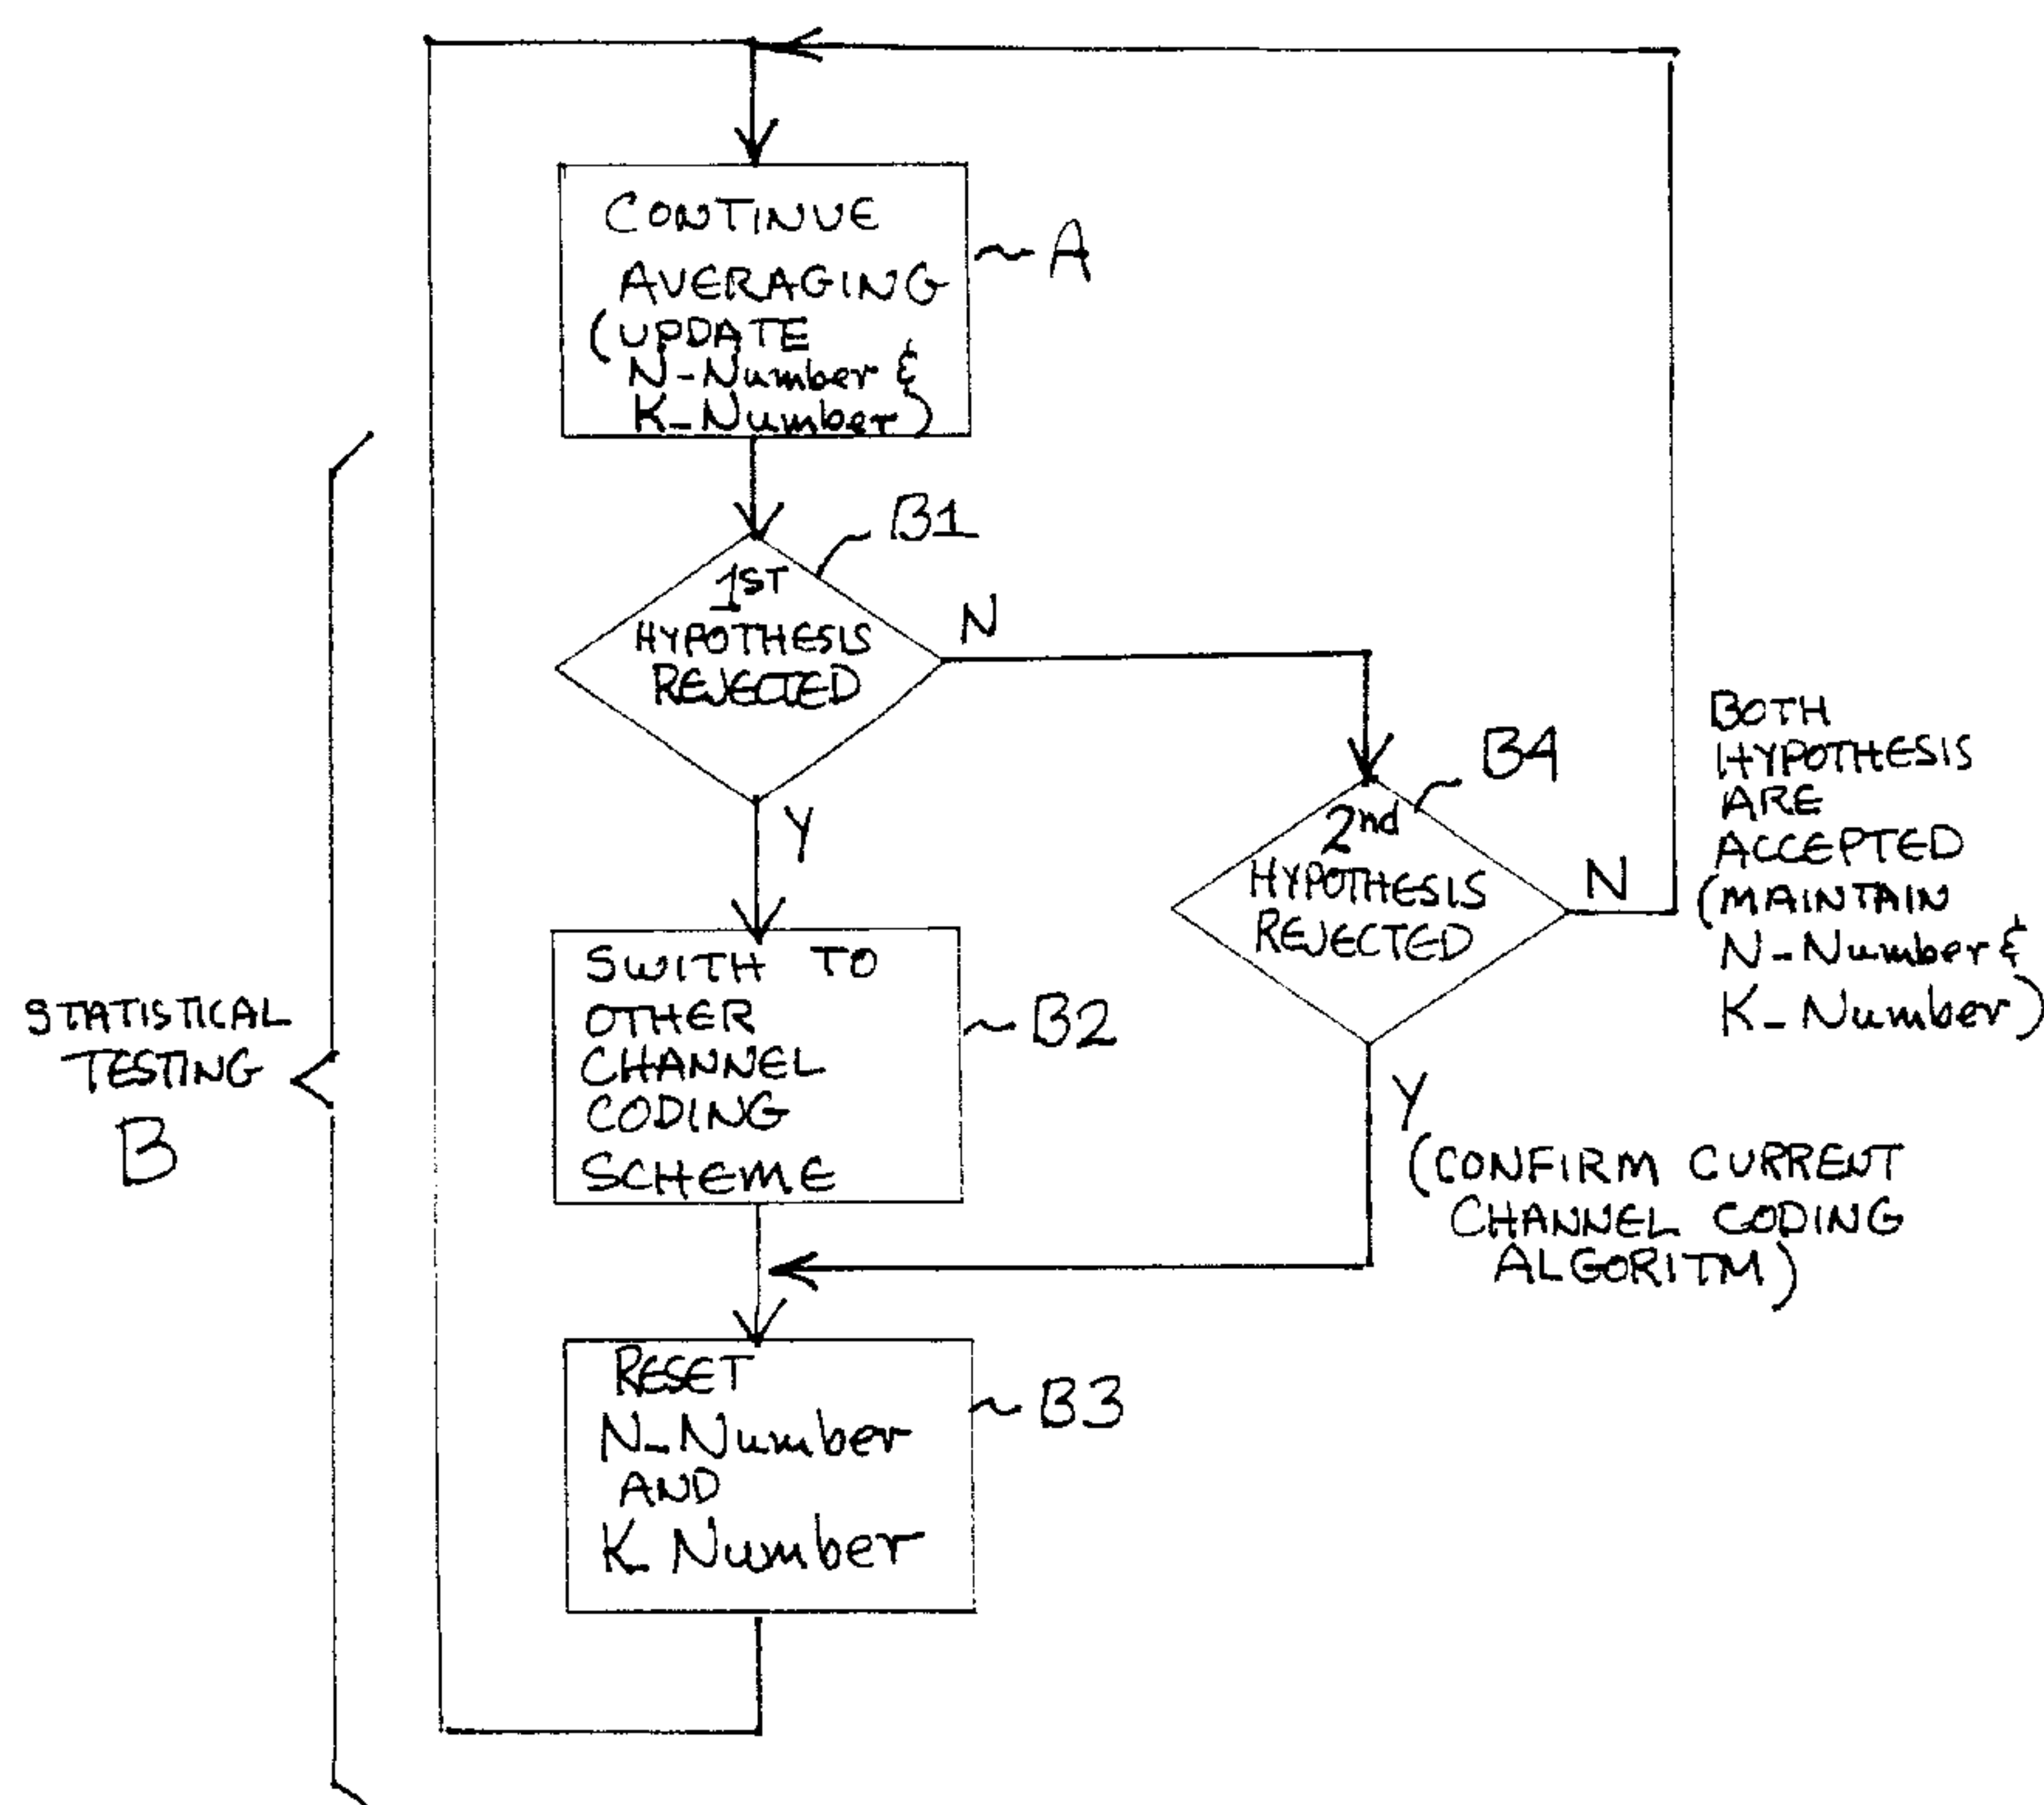 CONTINUE
AVERAGING
(UPDATE
N-Number &
K-Number)
~A
B1
1ST
HYPOTHESIS
REJECTED
N
Y
B4
2nd
HYPOTHESIS
REJECTED
N
BOTH
HYPOTHESIS
ARE
ACCEPTED
(MAINTAIN
N-Number &
K-Number)
Y
(CONFIRM CURRENT
CHANNEL CODING
ALGORITM)
SWITH TO
OTHER
CHANNEL
CODING
SCHEME
~B2
STATISTICAL
TESTING
B
RESET
N-Number
AND
K Number
~B3